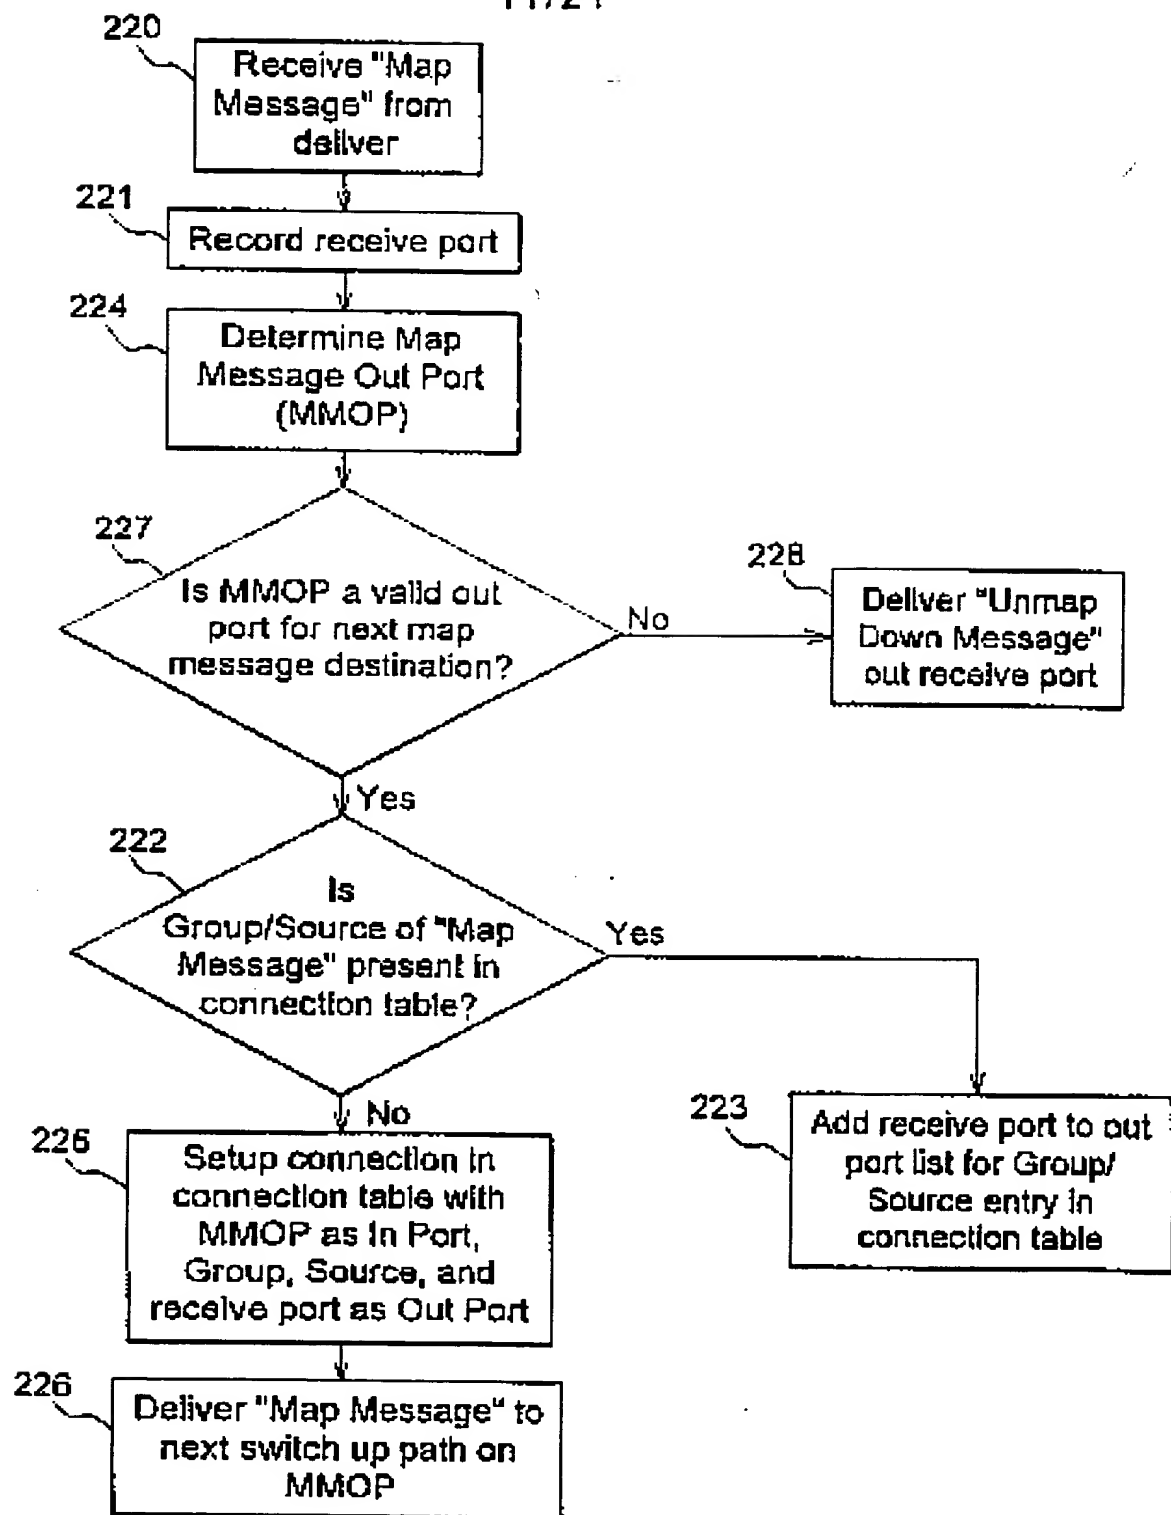 220
Receive "Map
Message" from
deliver
221
Record receive port
224
Determine Map
Message Out Port
(MMOP)
227
Is MMOP a valid out
port for next map
message destination?
No
228
Deliver "Unmap
Down Message"
out receive port
Yes
222
Is
Group/Source of "Map
Message" present in
connection table?
Yes
No
223
Add receive port to out
port list for Group/
Source entry in
connection table
226
Setup connection in
connection table with
MMOP as In Port,
Group, Source, and
receive port as Out Port
226
Deliver "Map Message" to
next switch up path on
MMOP